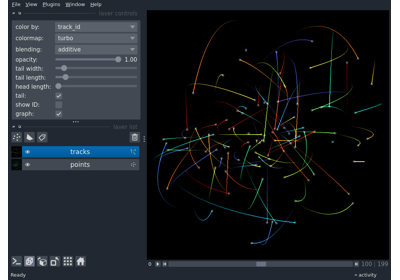 File View Plugins Window Help
layer controls
color by: track_id
colormap: turbo
blending: additive
opacity: 1.00
tail width:
tail length:
head length:
tail:
show ID:
graph:
layer list
tracks
points
100 | 199
Ready
activity